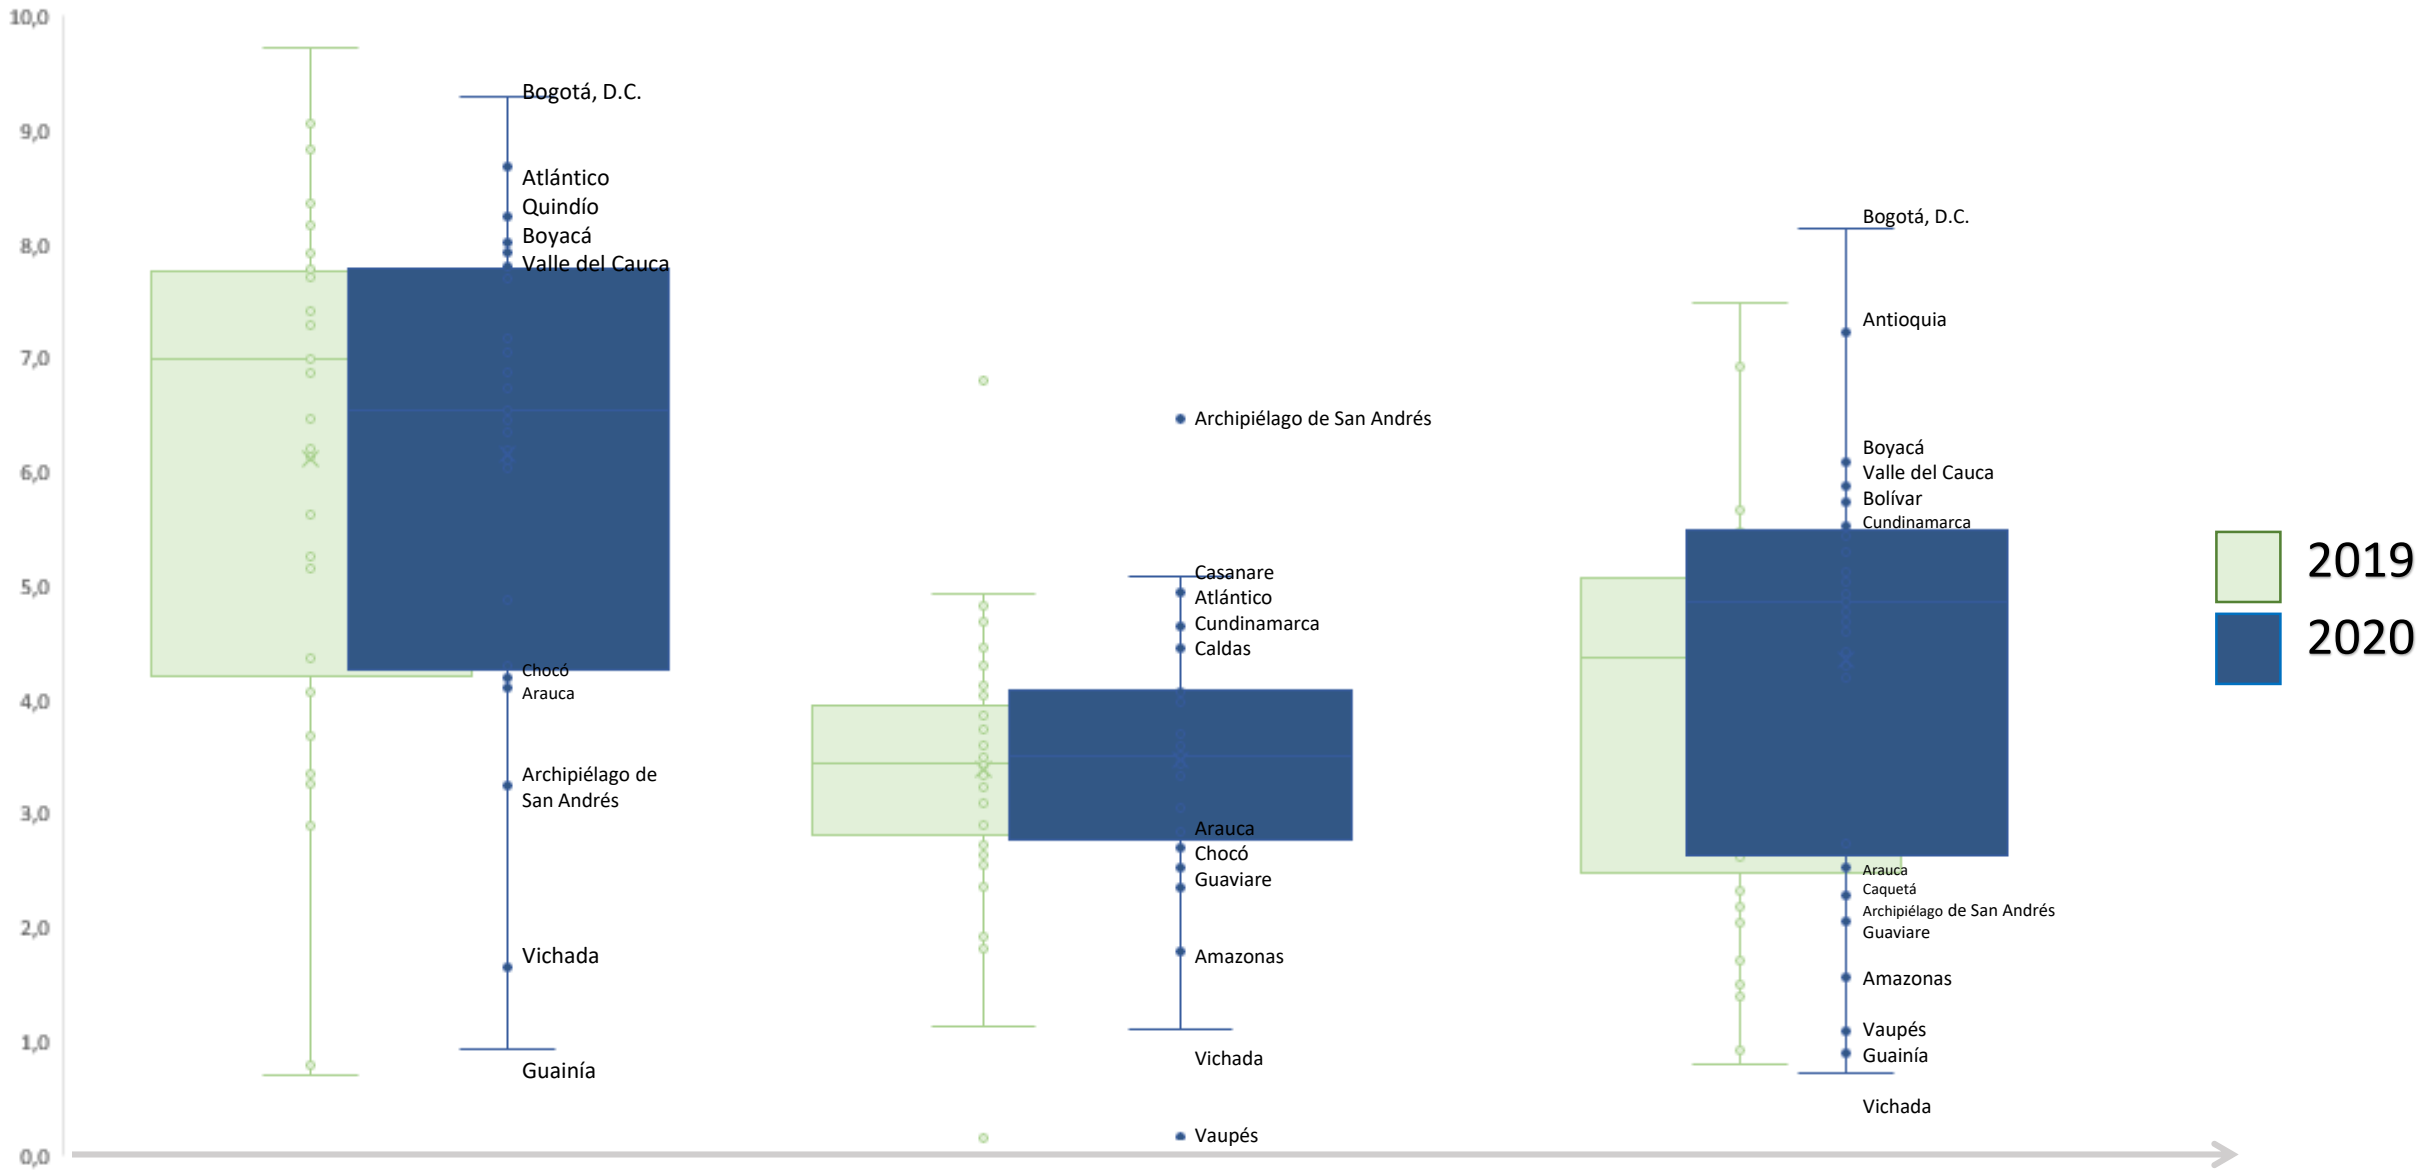 10,0
9,0
8,0
7,0
6,0
5,0
4,0
3,0
2,0
1,0
0,0
Bogotá, D.C.
Atlántico
Quindío
Boyacá
Valle del Cauca
Chocó
Arauca
Archipiélago de
San Andrés
Vichada
Guainía
Archipiélago de San Andrés
Casanare
Atlántico
Cundinamarca
Caldas
Arauca
Chocó
Guaviare
Amazonas
Vichada
Vaupés
Bogotá, D.C.
Antioquia
Boyacá
Valle del Cauca
Bolívar
Cundinamarca
Arauca
Caquetá
Archipiélago de San Andrés
Guaviare
Amazonas
Vaupés
Guainía
Vichada
2019
2020